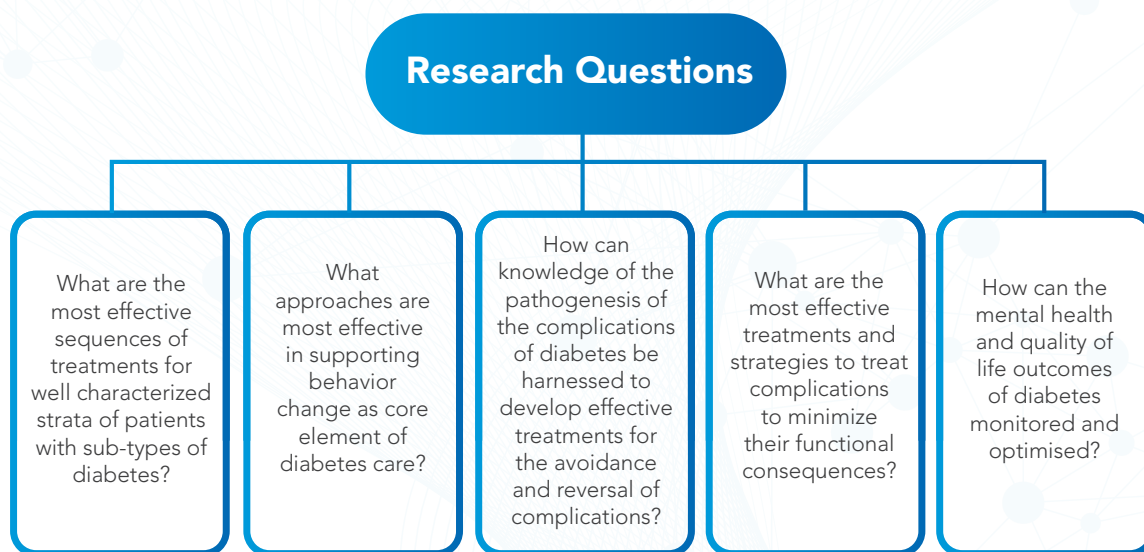 Research Questions
What are the
most effective
sequences of
treatments for
well characterized
strata of patients
with sub-types of
diabetes?
What
approaches are
most effective
in supporting
behavior
change as core
element of
diabetes care?
How can
knowledge of the
pathogenesis of
the complications
of diabetes be
harnessed to
develop effective
treatments for
the avoidance
and reversal of
complications?
What are the
most effective
treatments and
strategies to treat
complications
to minimize
their functional
consequences?
How can the
mental health
and quality of
life outcomes
of diabetes
monitored and
optimised?